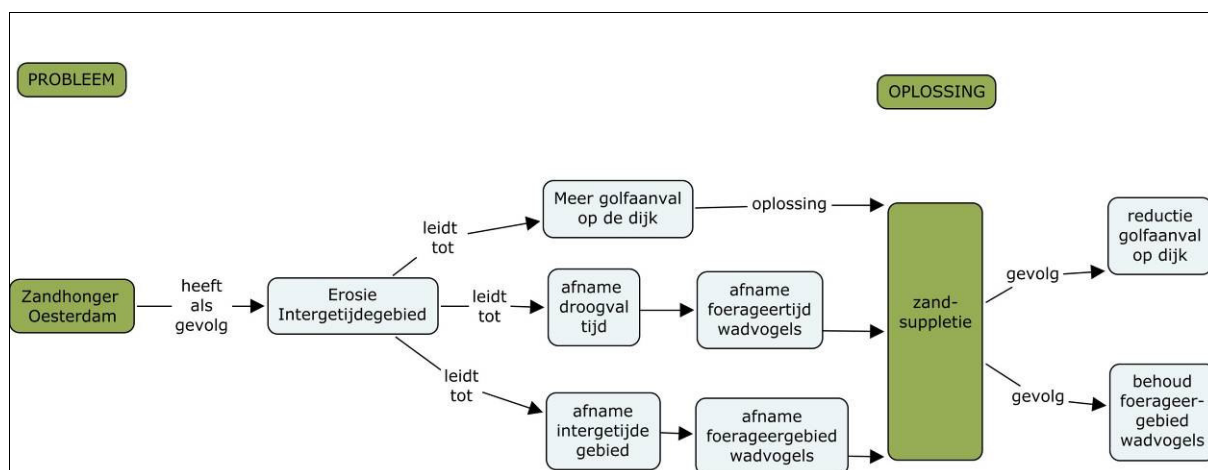 PROBLEEM
OPLOSSING
Zandhonger
Oesterdam
heeft
als
gevolg
Erosie
Intergetijdegebied
leidt
tot
Meer golfaanval
op de dijk
oplossing
leidt
tot
afname
droogval
tijd
afname
foerageertijd
wadvogels
leidt
tot
afname
intergetijde
gebied
afname
foerageergebied
wadvogels
zand-
suppletie
gevolg
reductie
golfaanval
op dijk
gevolg
behoud
foerageer-
gebied
wadvogels